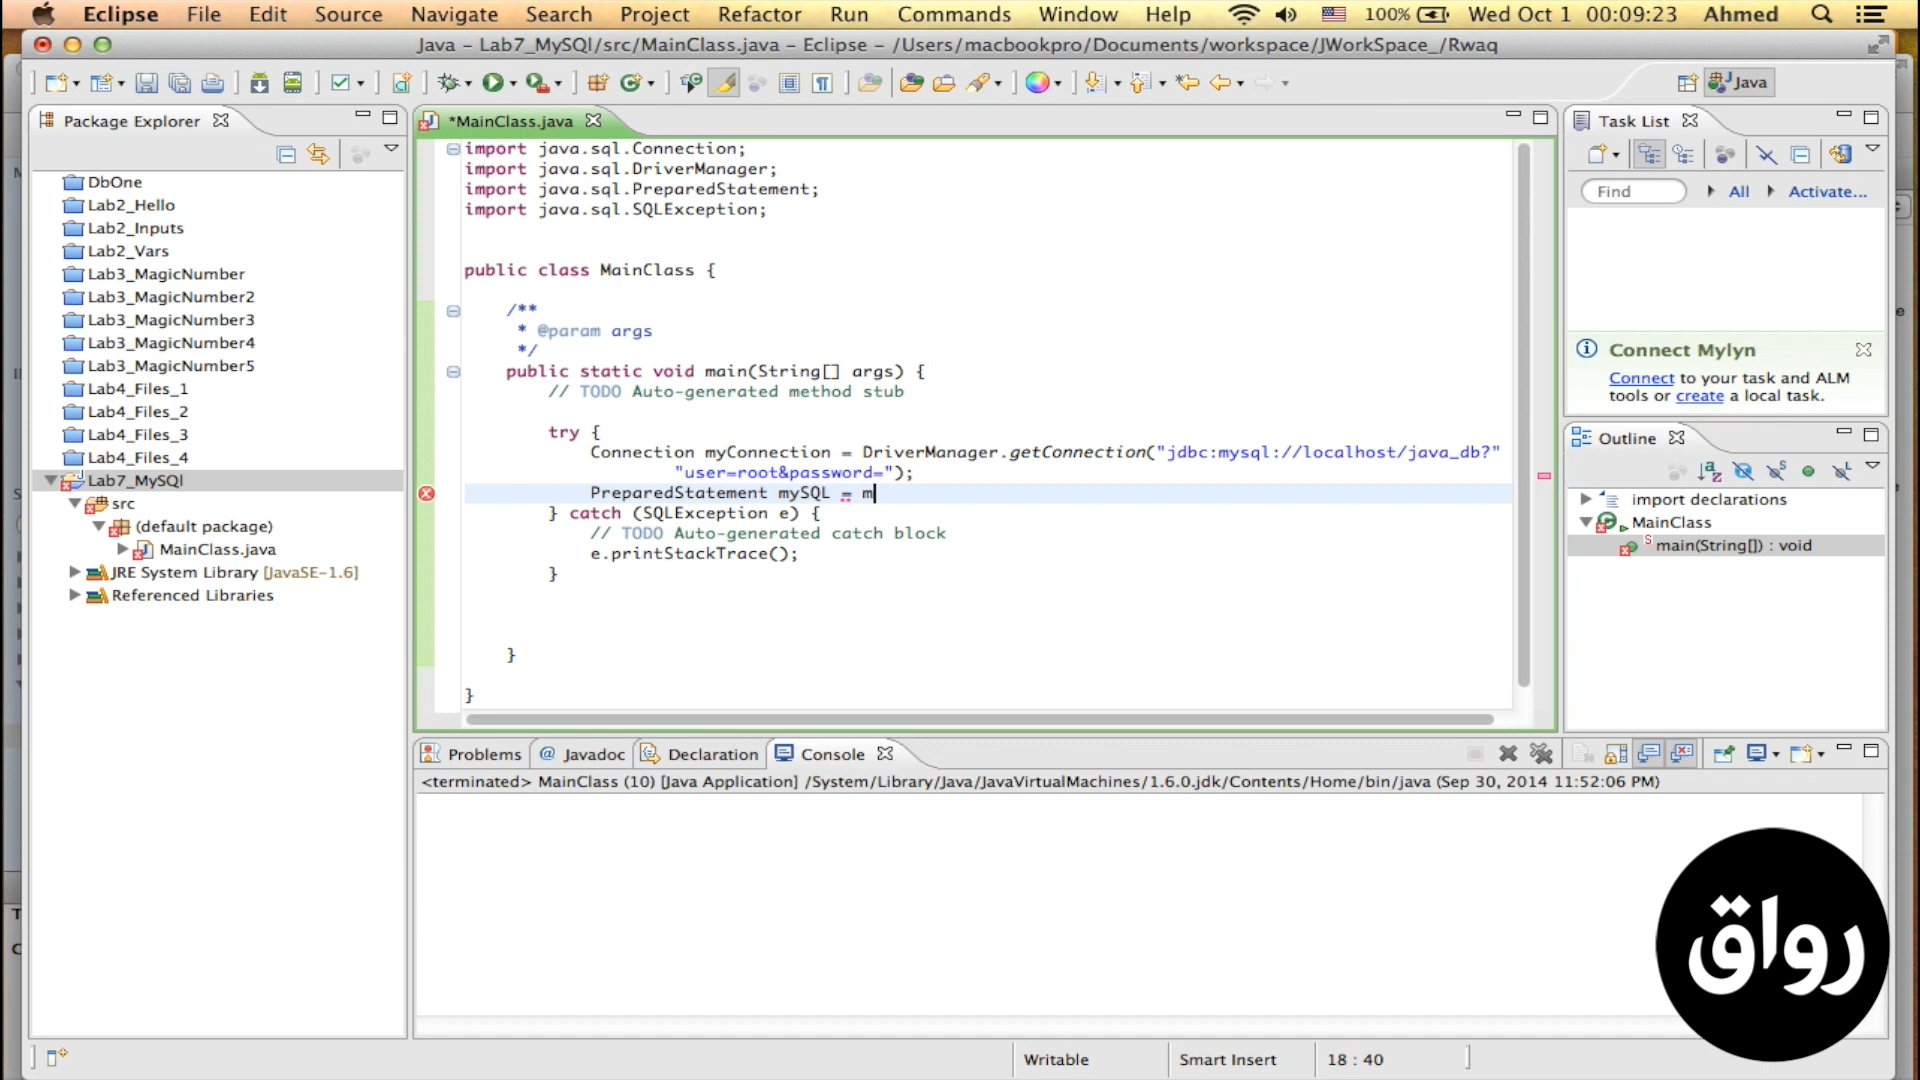 Eclipse File Edit Source Navigate Search Project Refactor Run Commands Window Help 100% Wed Oct 1 00:09:23 Ahmed
Java - Lab7_MySQl/src/MainClass.java - Eclipse - /Users/macbookpro/Documents/workspace/JWorkSpace_/Rwaq
Java
Package Explorer
DbOne
Lab2_Hello
Lab2_Inputs
Lab2_Vars
Lab3_MagicNumber
Lab3_MagicNumber2
Lab3_MagicNumber3
Lab3_MagicNumber4
Lab3_MagicNumber5
Lab4_Files_1
Lab4_Files_2
Lab4_Files_3
Lab4_Files_4
Lab7_MySQl
src
(default package)
MainClass.java
JRE System Library [JavaSE-1.6]
Referenced Libraries
*MainClass.java
import java.sql.Connection;
import java.sql.DriverManager;
import java.sql.PreparedStatement;
import java.sql.SQLException;
public class MainClass {
/**
* @param args
*/
public static void main(String[] args) {
// TODO Auto-generated method stub
try {
Connection myConnection = DriverManager.getConnection("jdbc:mysql://localhost/java_db?"
"user=root&password=");
PreparedStatement mySQL = m
} catch (SQLException e) {
// TODO Auto-generated catch block
e.printStackTrace();
}
}
}
Task List
Find All Activate...
Connect Mylyn
Connect to your task and ALM
tools or create a local task.
Outline
import declarations
MainClass
main(String[]) : void
Problems @ Javadoc Declaration Console
<terminated> MainClass (10) [Java Application] /System/Library/Java/JavaVirtualMachines/1.6.0.jdk/Contents/Home/bin/java (Sep 30, 2014 11:52:06 PM)
Writable Smart Insert 18 : 40
رواق